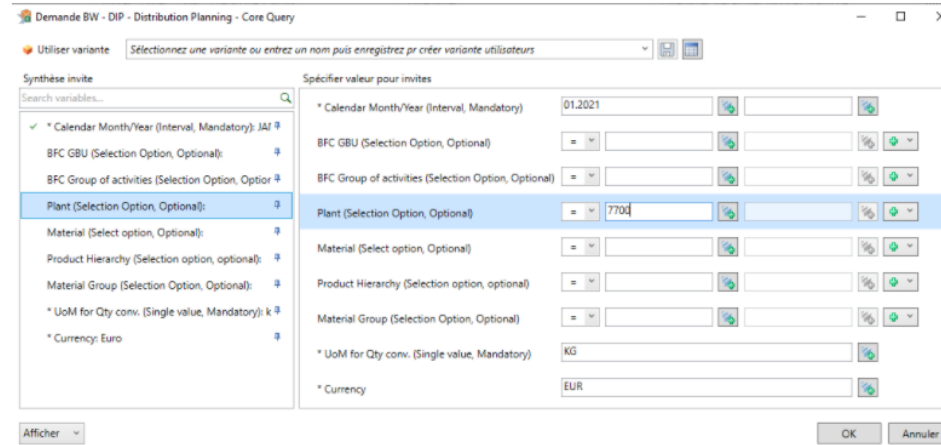 Demande BW - DIP - Distribution Planning - Core Query
Utiliser variante
Sélectionnez une variante ou entrez un nom puis enregistrez pr créer variante utilisateurs
Synthèse invite
Search variables...
* Calendar Month/Year (Interval, Mandatory): JAI
BFC GBU (Selection Option, Optional):
BFC Group of activities (Selection Option, Optior
Plant (Selection Option, Optional):
Material (Select option, Optional):
Product Hierarchy (Selection option, optional):
Material Group (Selection Option, Optional):
* UoM for Qty conv. (Single value, Mandatory): k
* Currency: Euro
Spécifier valeur pour invites
* Calendar Month/Year (Interval, Mandatory) 01.2021
BFC GBU (Selection Option, Optional) =
BFC Group of activities (Selection Option, Optional) =
Plant (Selection Option, Optional) = 7700
Material (Select option, Optional) =
Product Hierarchy (Selection option, optional) =
Material Group (Selection Option, Optional) =
* UoM for Qty conv. (Single value, Mandatory) KG
* Currency EUR
Afficher
OK Annuler